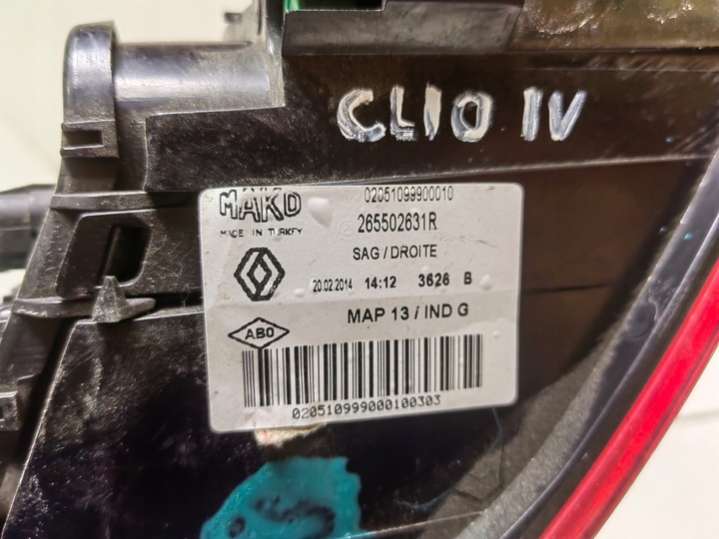 CLIO IV
MAKO
02051099900010
MADE IN TURKEY
265502631R
SAG / DROITE
20.02.2014 14:12 3626 B
ABO
MAP 13 / IND G
020510999000100303